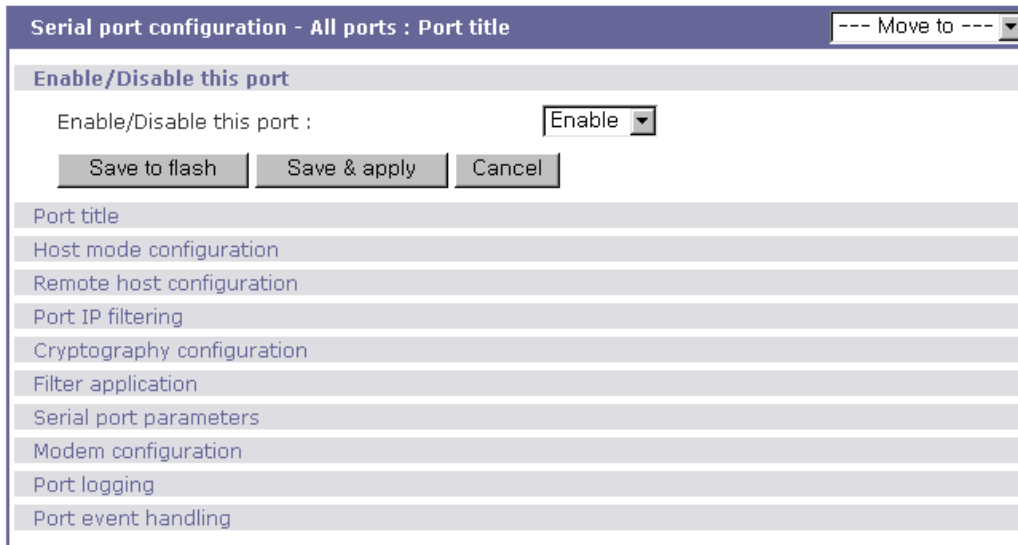 Serial port configuration - All ports : Port title --- Move to ---
Enable/Disable this port
Enable/Disable this port : Enable
Save to flash Save & apply Cancel
Port title
Host mode configuration
Remote host configuration
Port IP filtering
Cryptography configuration
Filter application
Serial port parameters
Modem configuration
Port logging
Port event handling